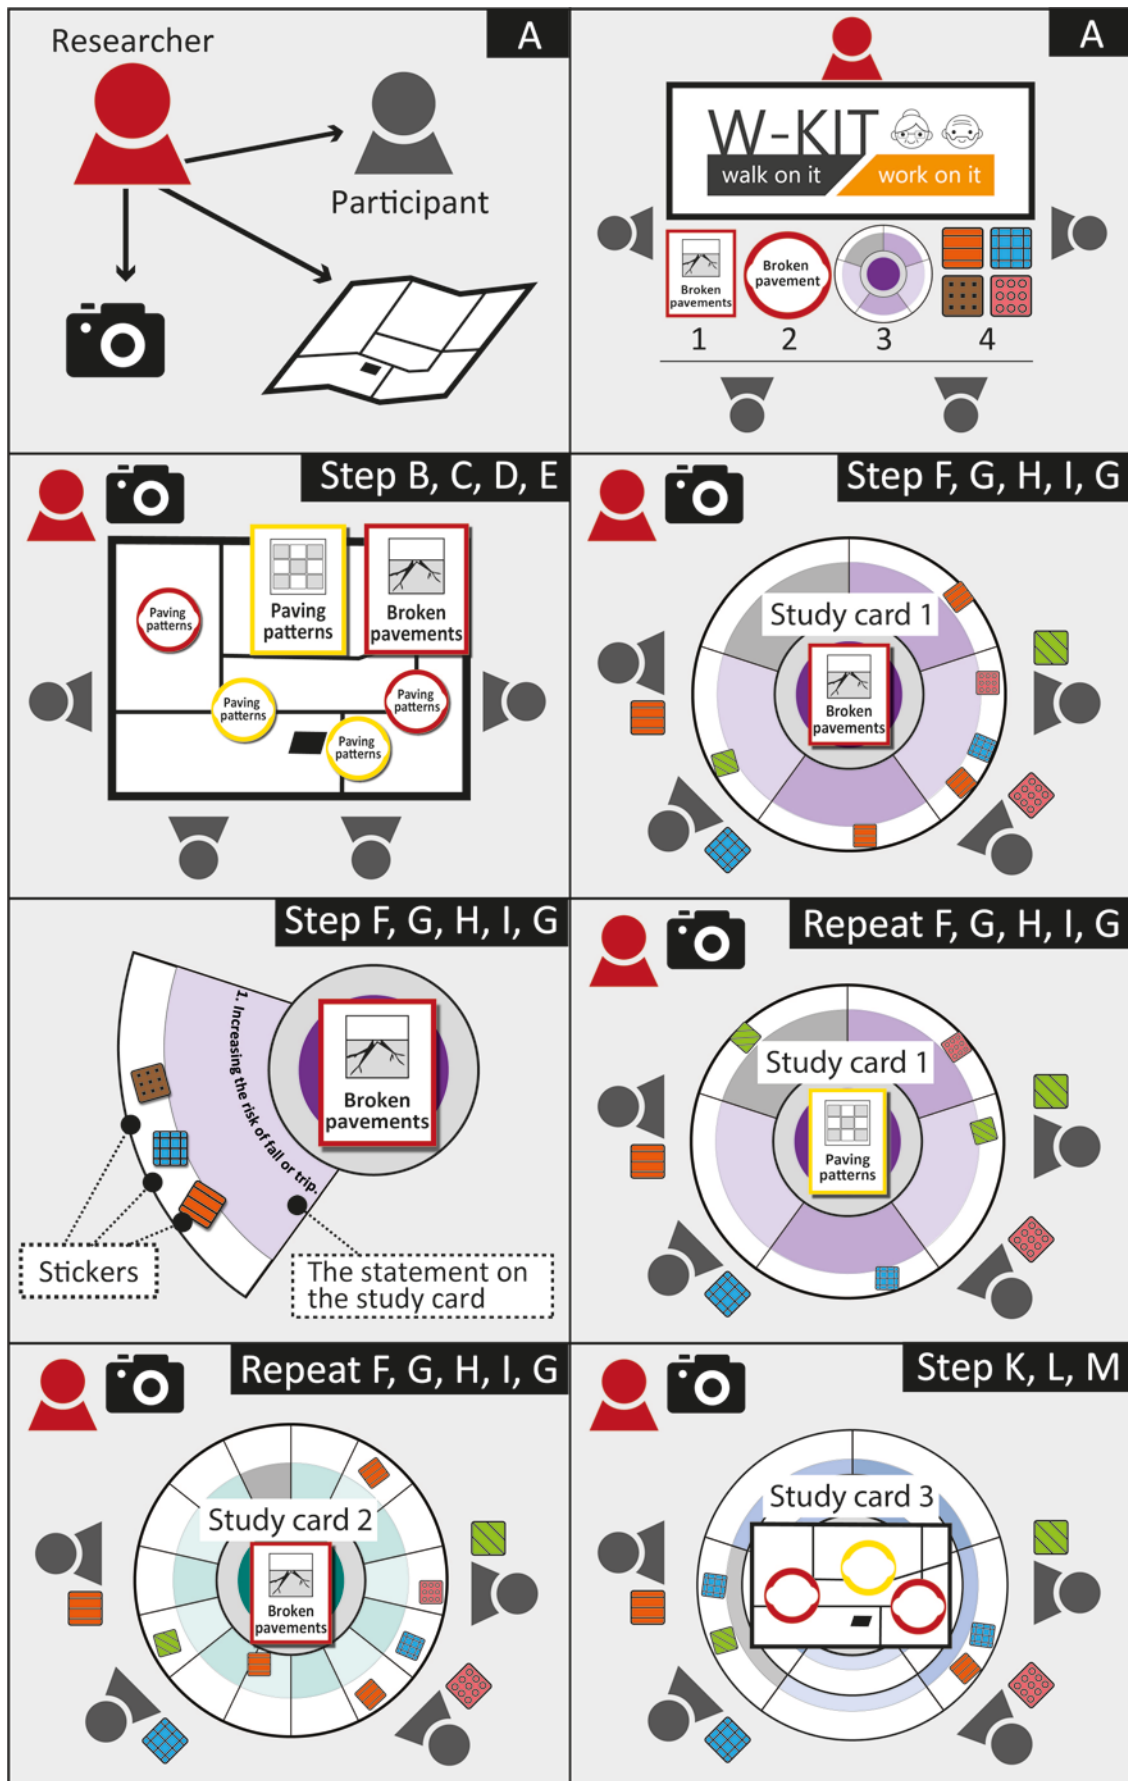 A
Researcher
Participant
A
W-KIT
walk on it
work on it
Broken
pavements
Broken
pavement
1
2
3
4
Step B, C, D, E
Paving
patterns
Paving
patterns
Broken
pavements
Paving
patterns
Paving
patterns
Paving
patterns
Step F, G, H, I, G
Study card 1
Broken
pavements
Step F, G, H, I, G
1. Increasing the risk of fall or trip.
Broken
pavements
Stickers
The statement on
the study card
Repeat F, G, H, I, G
Study card 1
Paving
patterns
Repeat F, G, H, I, G
Study card 2
Broken
pavements
Step K, L, M
Study card 3